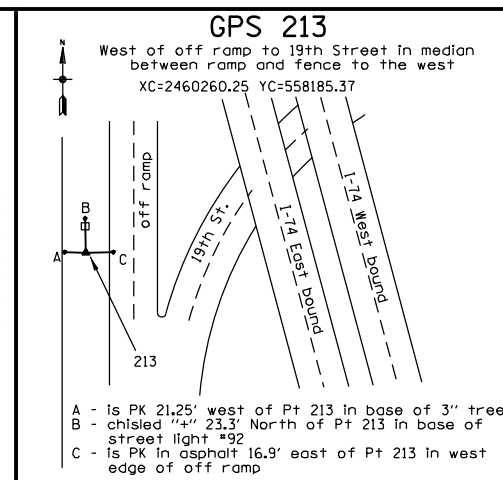 GPS 213
West of off ramp to 19th Street in median
between ramp and fence to the west
XC=2460260.25 YC=558185.37
N
off ramp
B
19th St.
I-74 East bound
I-74 West bound
A
C
213
A - is PK 21.25' west of Pt 213 in base of 3" tree
B - chisled "+" 23.3' North of Pt 213 in base of
street light #92
C - is PK in asphalt 16.9' east of Pt 213 in west
edge of off ramp